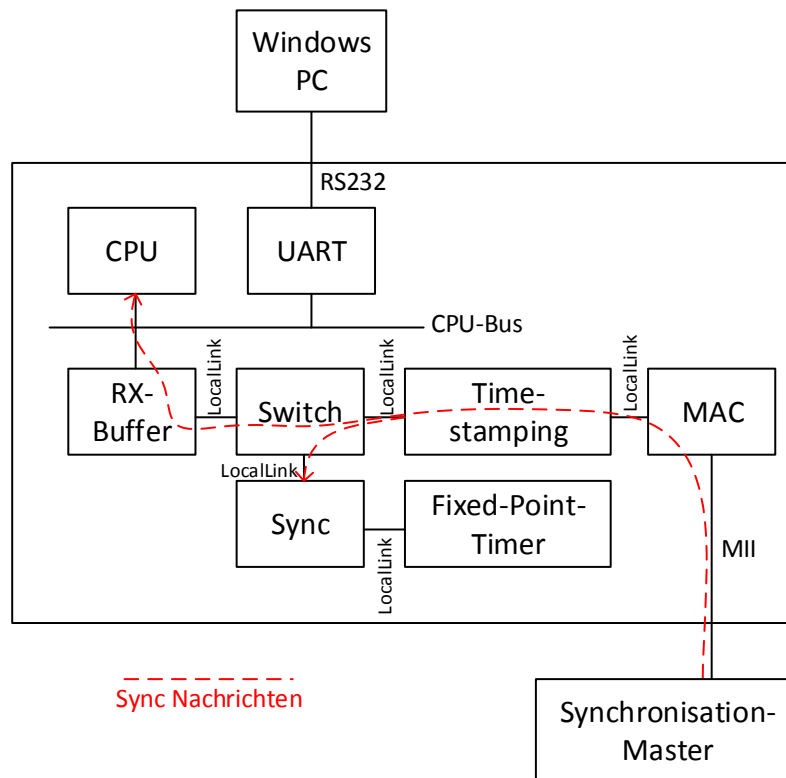 Windows
PC
RS232
CPU
UART
CPU-Bus
RX-
Buffer
LocalLink
Switch
LocalLink
Time-
stamping
LocalLink
MAC
LocalLink
Sync
LocalLink
Fixed-Point-
Timer
MII
Sync Nachrichten
Synchronisation-
Master